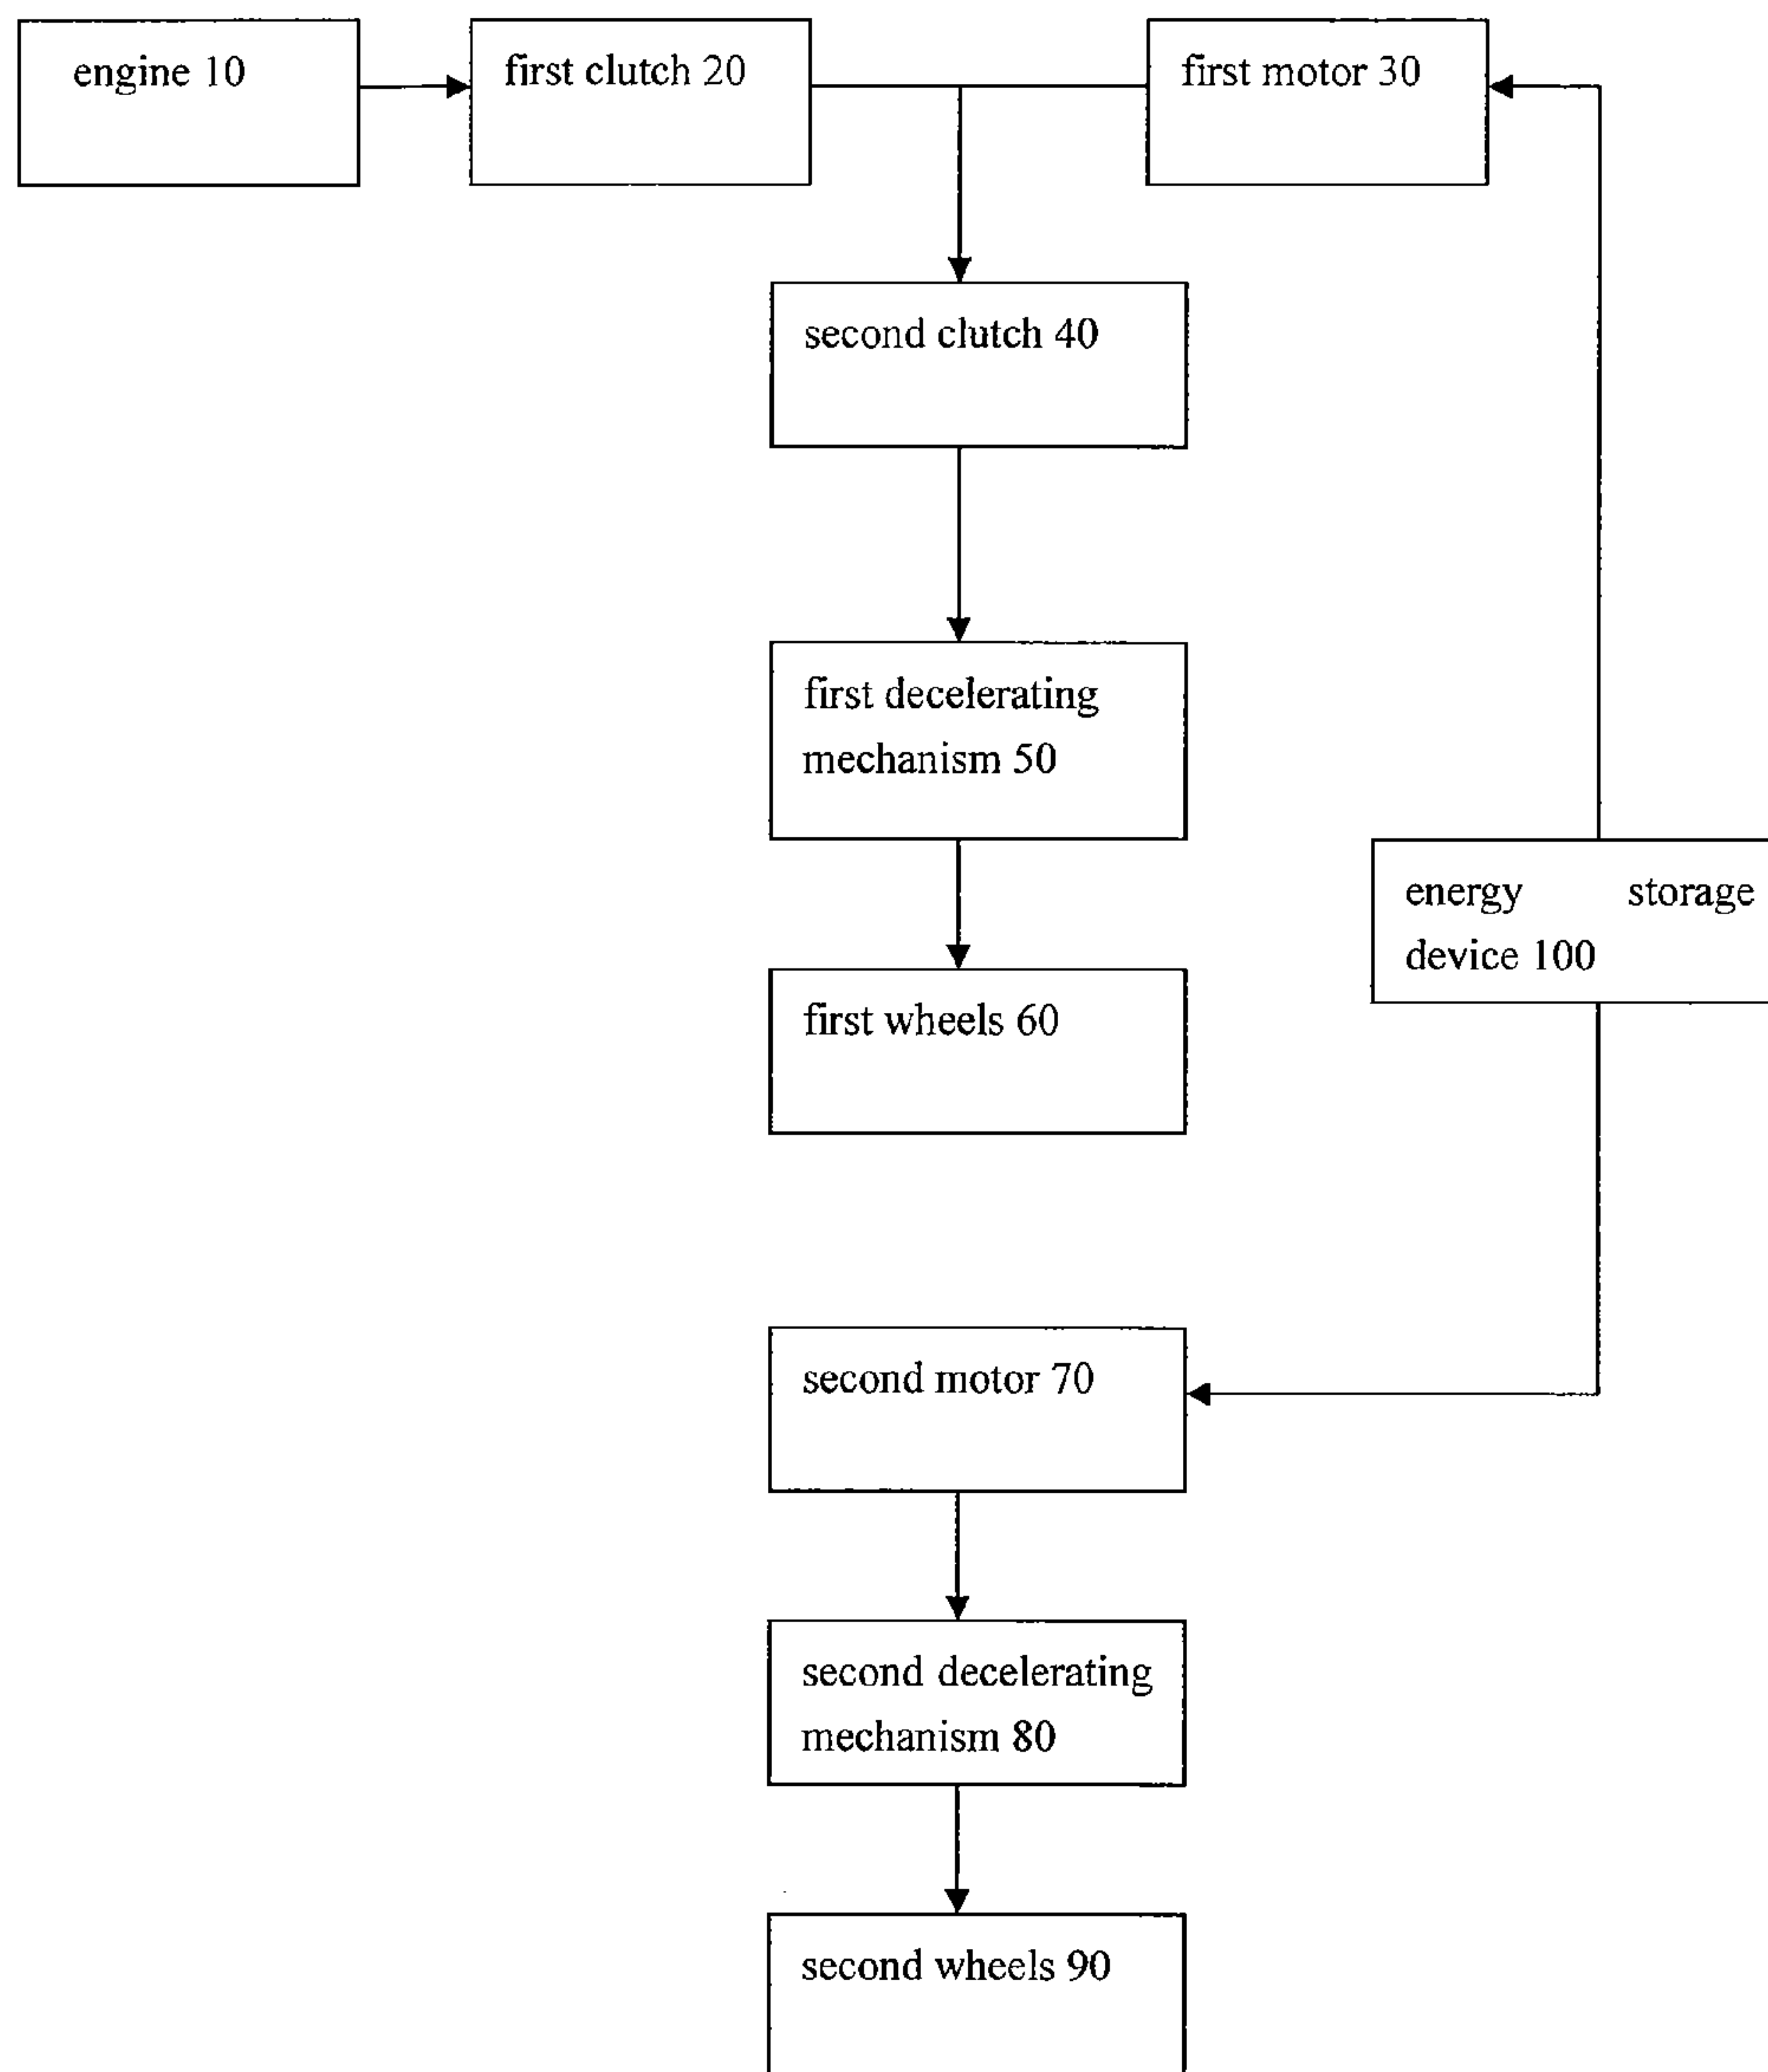 engine 10
first clutch 20
first motor 30
second clutch 40
first decelerating
mechanism 50
energy storage
device 100
first wheels 60
second motor 70
second decelerating
mechanism 80
second wheels 90